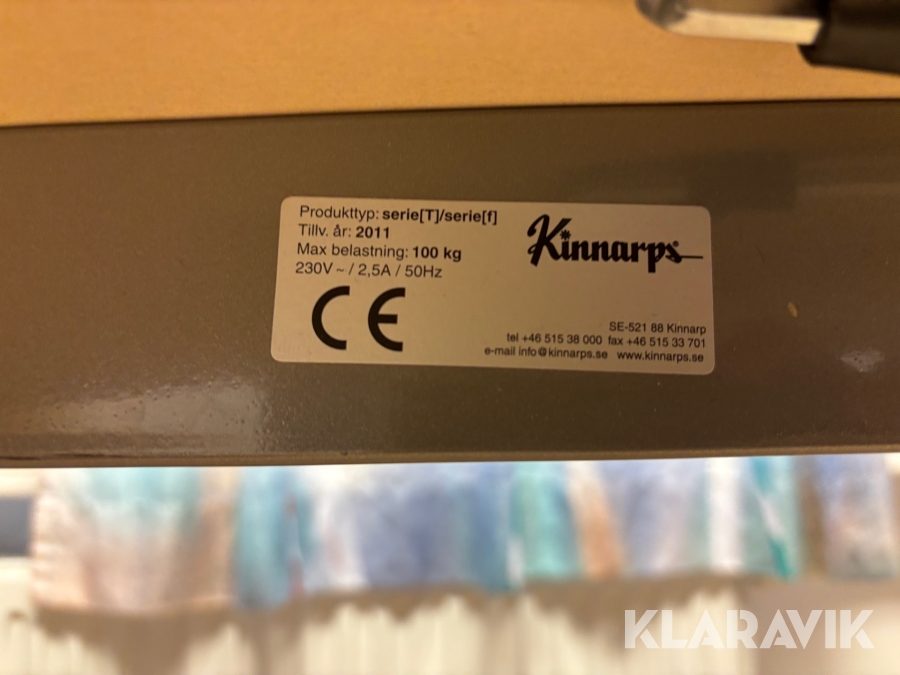 Produkttyp: serie[T]/serie[f]
Tillv. år: 2011
Max belastning: 100 kg
230V ~ / 2,5A / 50Hz
CE
Kinnarps
SE-521 88 Kinnarp
tel +46 515 38 000 fax +46 515 33 701
e-mail info@kinnarps.se www.kinnarps.se
KLARAVIK